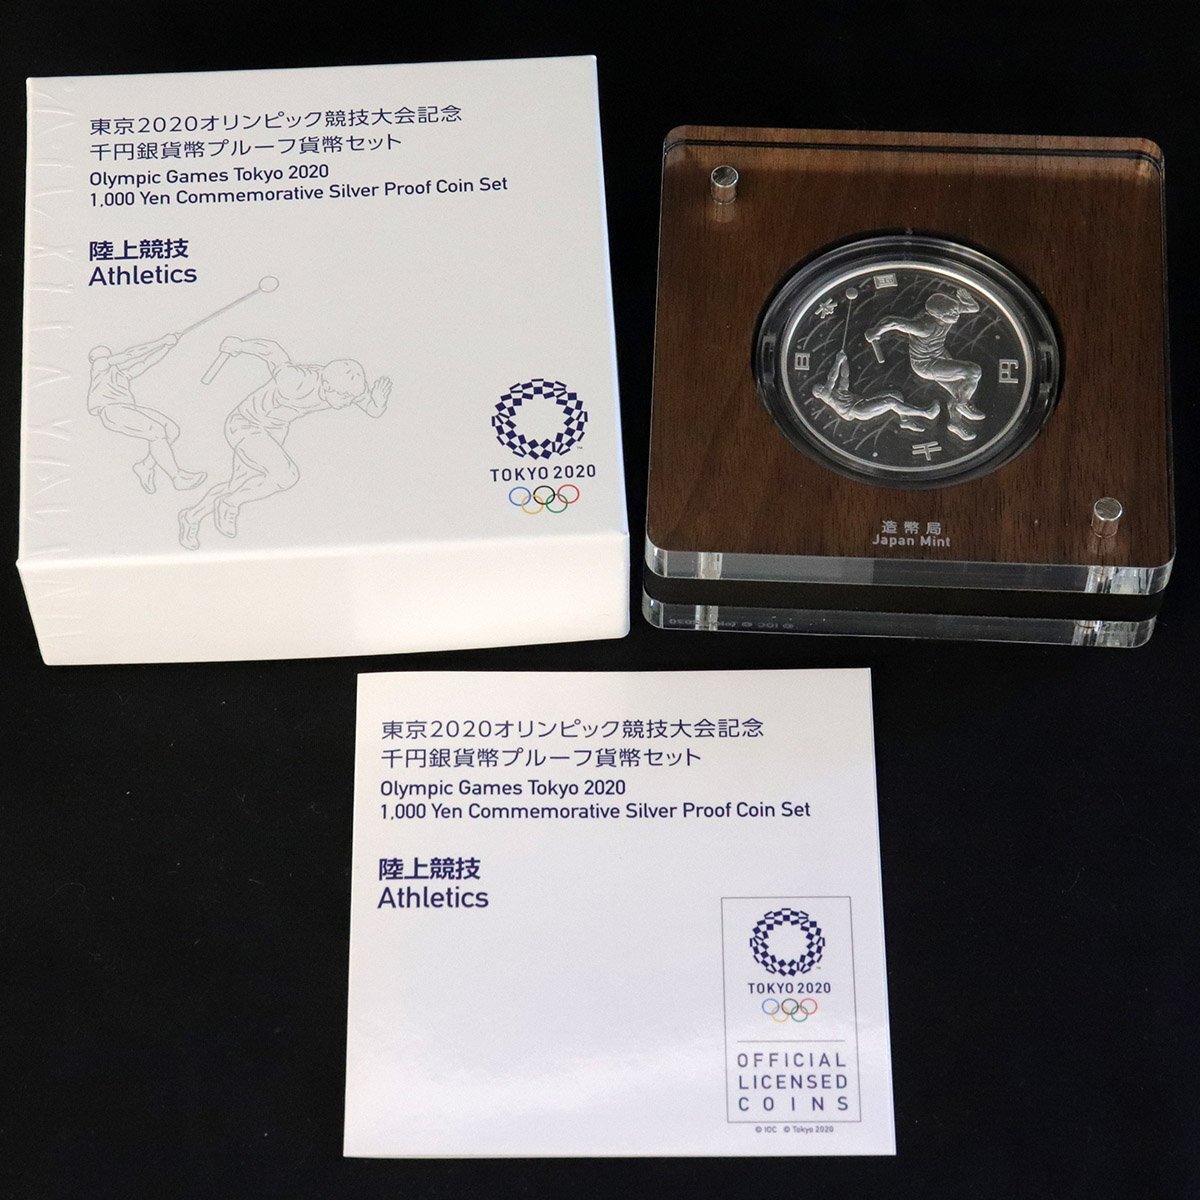 東京2020オリンピック競技大会記念
千円銀貨幣プルーフ貨幣セット
Olympic Games Tokyo 2020
1,000 Yen Commemorative Silver Proof Coin Set
陸上競技
Athletics
TOKYO 2020
日本国
千円
造幣局
Japan Mint
東京2020オリンピック競技大会記念
千円銀貨幣プルーフ貨幣セット
Olympic Games Tokyo 2020
1,000 Yen Commemorative Silver Proof Coin Set
陸上競技
Athletics
TM
TOKYO 2020
OFFICIAL
LICENSED
COINS
© IOC © Tokyo 2020